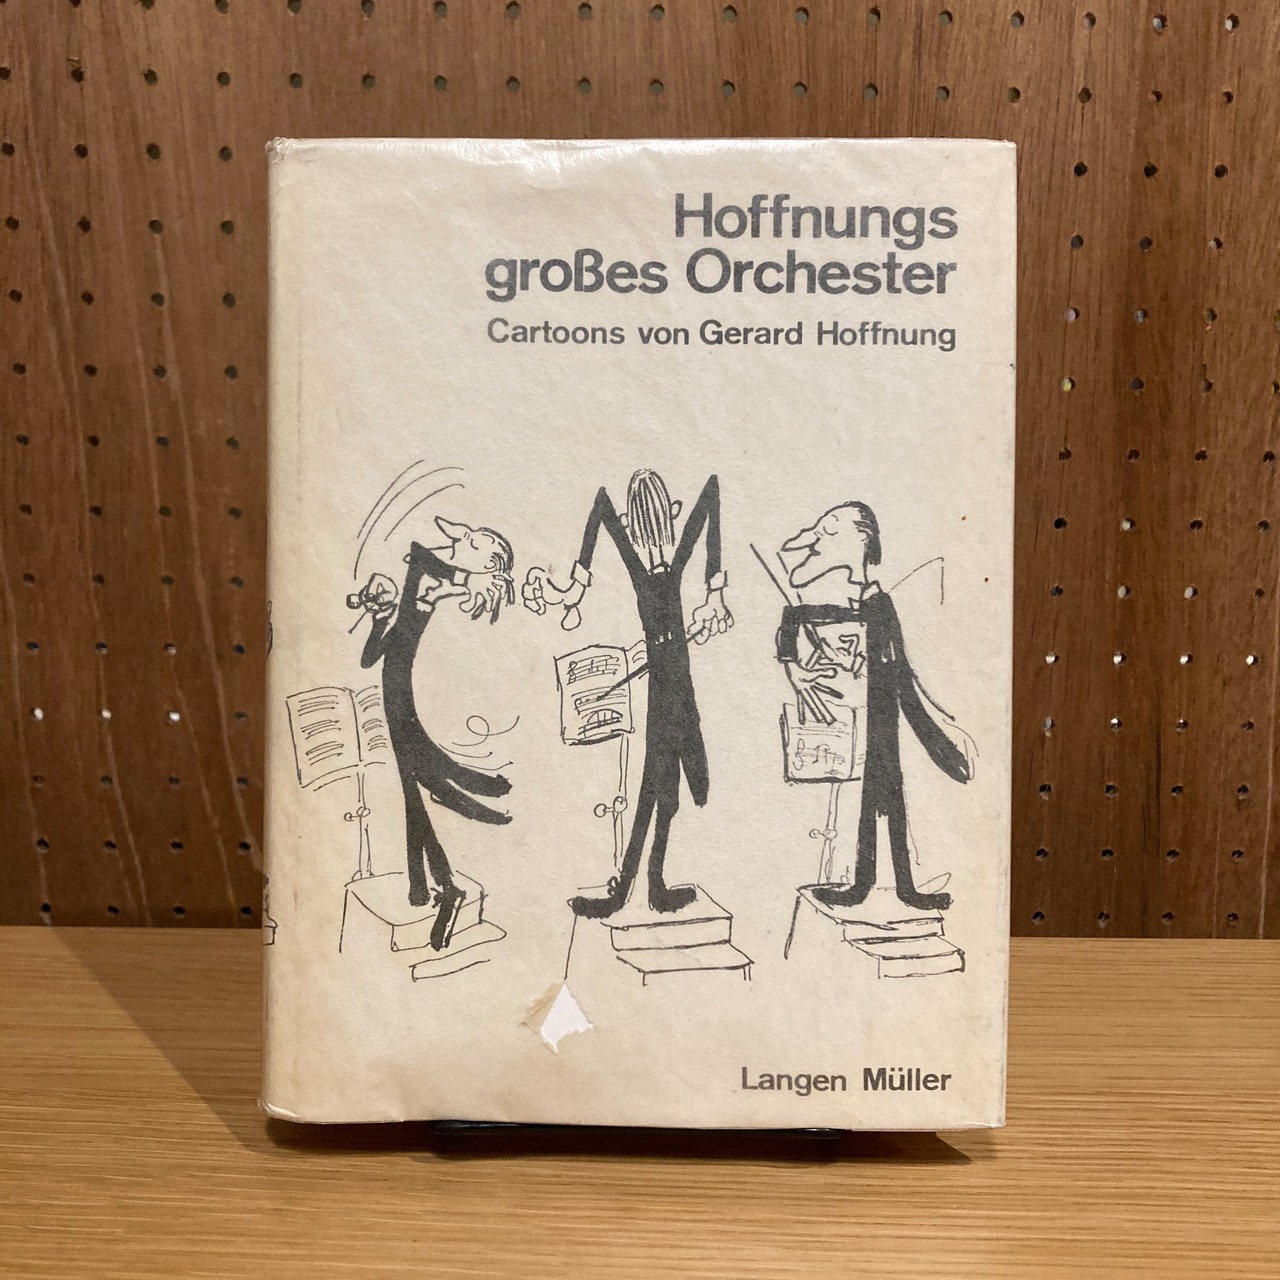 Hoffnungs
großes Orchester
Cartoons von Gerard Hoffnung
Langen Müller